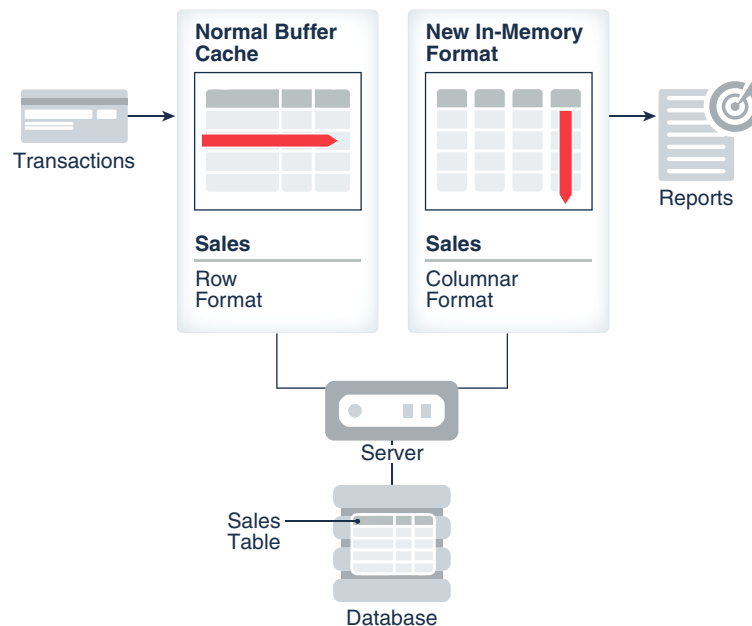 Normal Buffer
Cache
New In-Memory
Format
Transactions
Reports
Sales
Row
Format
Sales
Columnar
Format
Server
Sales
Table
Database